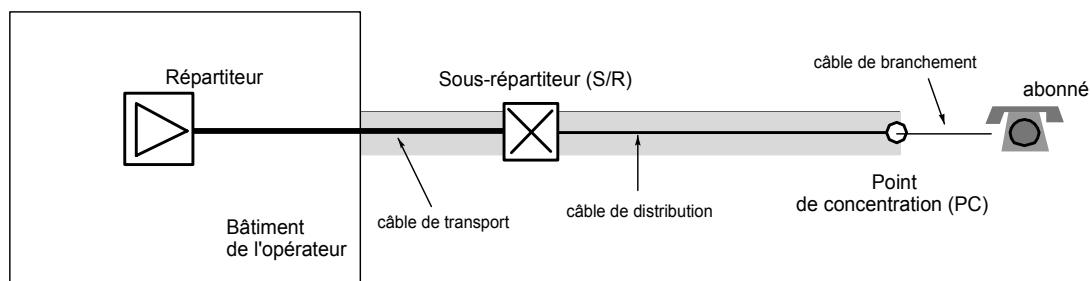 Répartiteur
Sous-répartiteur (S/R)
câble de branchement
abonné
câble de transport
câble de distribution
Point
de concentration (PC)
Bâtiment
de l'opérateur